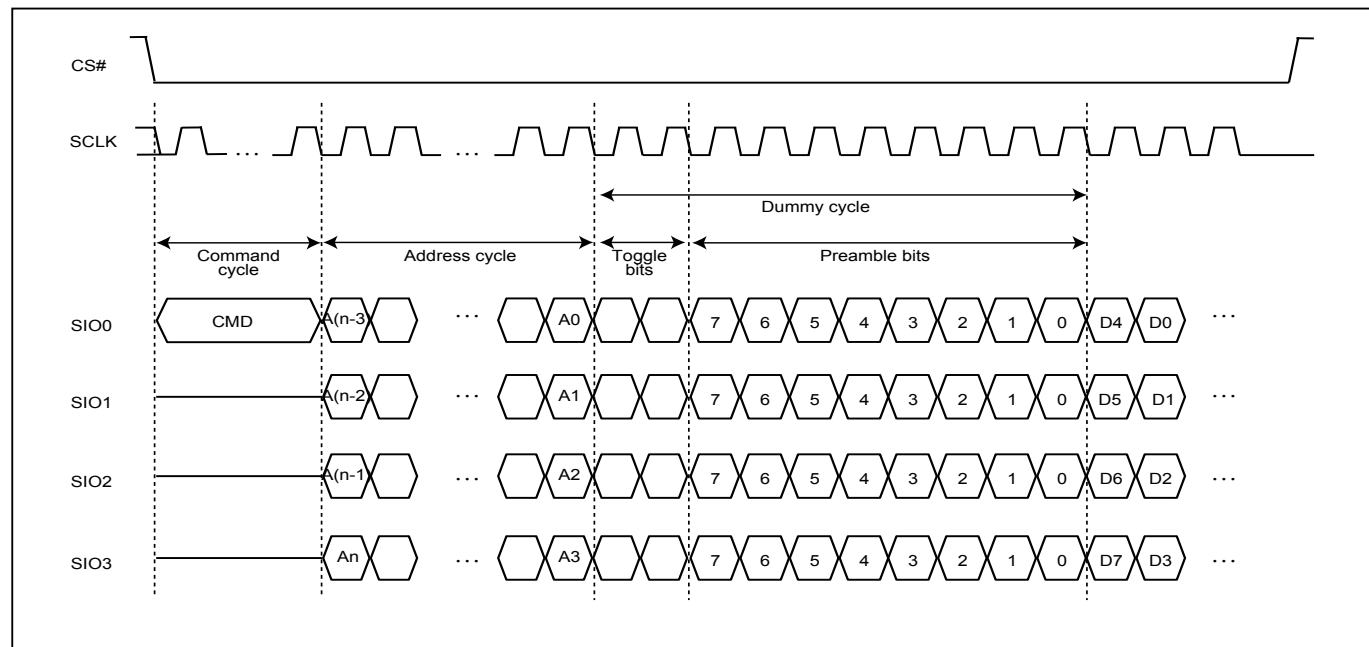 CS#
SCLK ... ...
Dummy cycle
Command cycle
Address cycle
Toggle bits
Preamble bits
SIO0 CMD A(n-3) ... A0 7 6 5 4 3 2 1 0 D4 D0 ...
SIO1 A(n-2) ... A1 7 6 5 4 3 2 1 0 D5 D1 ...
SIO2 A(n-1) ... A2 7 6 5 4 3 2 1 0 D6 D2 ...
SIO3 An ... A3 7 6 5 4 3 2 1 0 D7 D3 ...